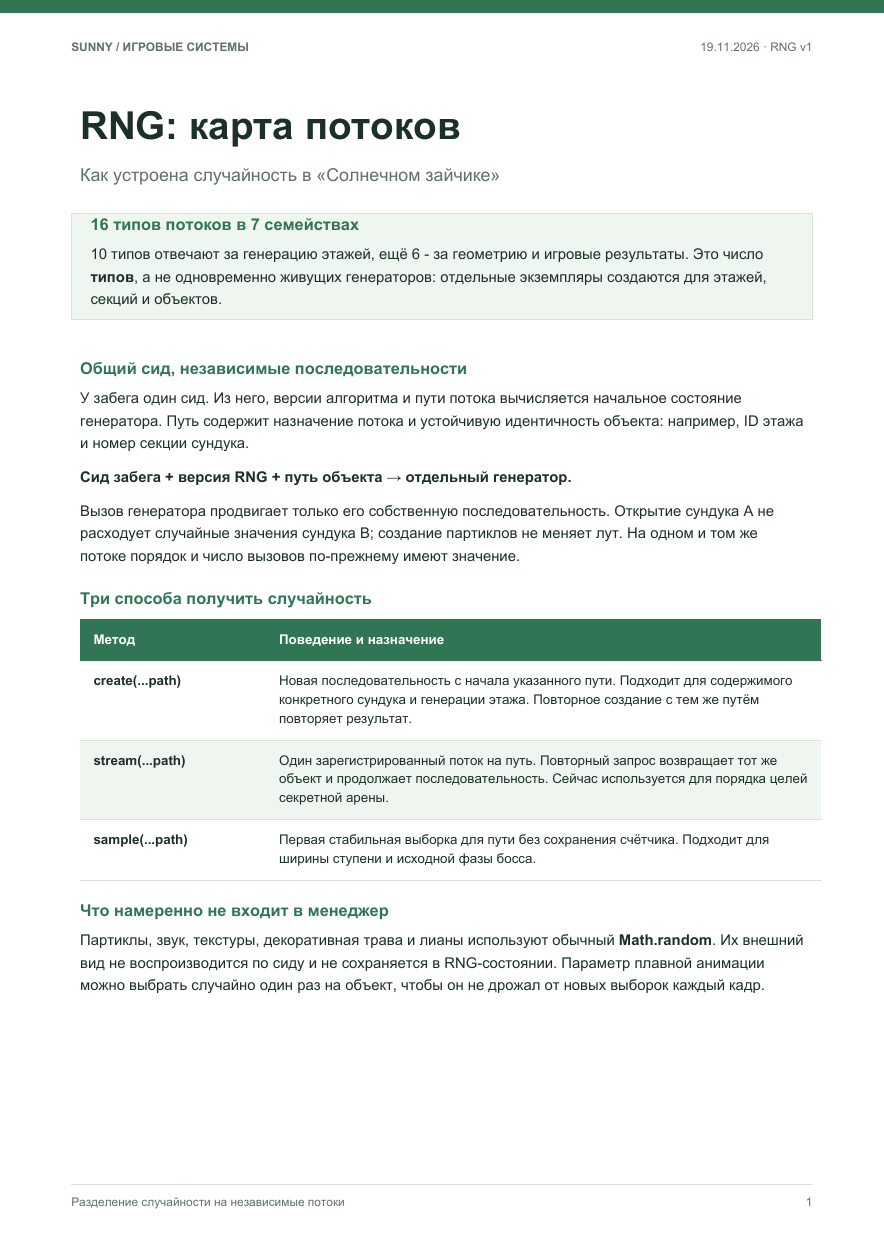 SUNNY / ИГРОВЫЕ СИСТЕМЫ
19.11.2026 · RNG v1
RNG: карта потоков
Как устроена случайность в «Солнечном зайчике»
16 типов потоков в 7 семействах
10 типов отвечают за генерацию этажей, ещё 6 - за геометрию и игровые результаты. Это число
типов, а не одновременно живущих генераторов: отдельные экземпляры создаются для этажей,
секций и объектов.
Общий сид, независимые последовательности
У забега один сид. Из него, версии алгоритма и пути потока вычисляется начальное состояние
генератора. Путь содержит назначение потока и устойчивую идентичность объекта: например, ID этажа
и номер секции сундука.
Сид забега + версия RNG + путь объекта → отдельный генератор.
Вызов генератора продвигает только его собственную последовательность. Открытие сундука A не
расходует случайные значения сундука B; создание партиклов не меняет лут. На одном и том же
потоке порядок и число вызовов по-прежнему имеют значение.
Три способа получить случайность
Метод
Поведение и назначение
create(...path)
Новая последовательность с начала указанного пути. Подходит для содержимого
конкретного сундука и генерации этажа. Повторное создание с тем же путём
повторяет результат.
stream(...path)
Один зарегистрированный поток на путь. Повторный запрос возвращает тот же
объект и продолжает последовательность. Сейчас используется для порядка целей
секретной арены.
sample(...path)
Первая стабильная выборка для пути без сохранения счётчика. Подходит для
ширины ступени и исходной фазы босса.
Что намеренно не входит в менеджер
Партиклы, звук, текстуры, декоративная трава и лианы используют обычный Math.random. Их внешний
вид не воспроизводится по сиду и не сохраняется в RNG-состоянии. Параметр плавной анимации
можно выбрать случайно один раз на объект, чтобы он не дрожал от новых выборок каждый кадр.
Разделение случайности на независимые потоки
1